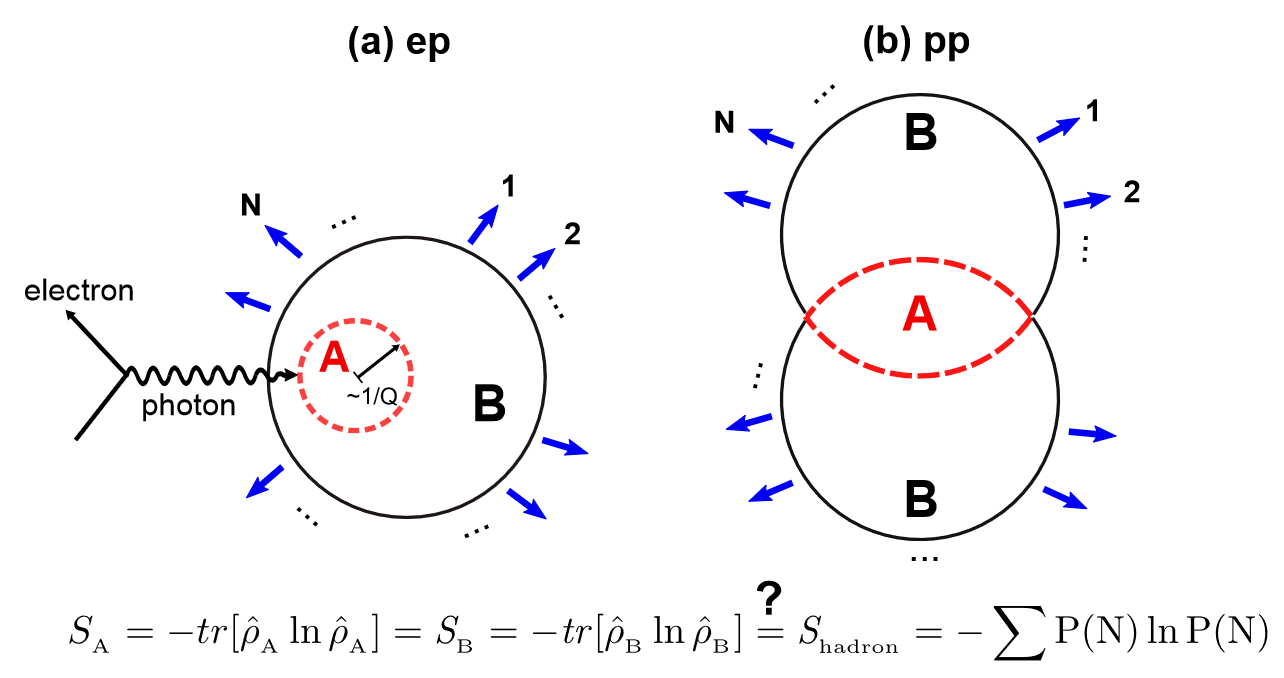 (a) ep
(b) pp
N
...
1
2
...
electron
photon
A
~1/Q
B
...
...
...
N
B
1
2
...
A
...
B
...
?
S_A = −tr[ρ̂_A ln ρ̂_A] = S_B = −tr[ρ̂_B ln ρ̂_B] = S_hadron = − ∑ P(N) ln P(N)